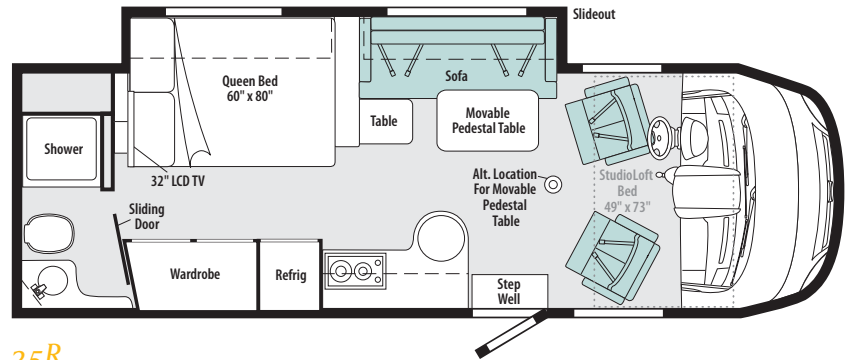 Slideout
Queen Bed
60" x 80"
Sofa
Table
Movable
Pedestal Table
Shower
32" LCD TV
Alt. Location
For Movable
Pedestal
Table
StudioLoft
Bed
49" x 73"
Sliding
Door
Wardrobe
Refrig
Step
Well